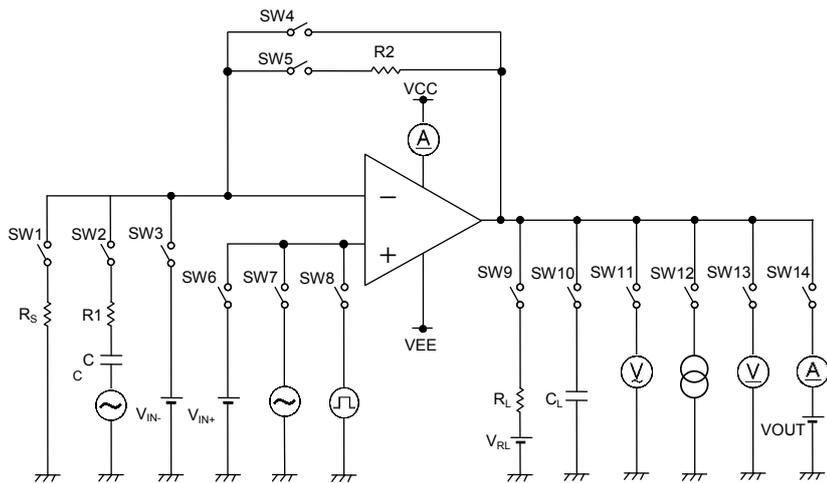 SW4
SW5 R2
VCC
A
−
+
SW1 SW2 SW3
SW6 SW7 SW8
SW9 SW10 SW11 SW12 SW13 SW14
VEE
RS R1
C
C
VIN- VIN+
V V A
RL CL
VRL
VOUT